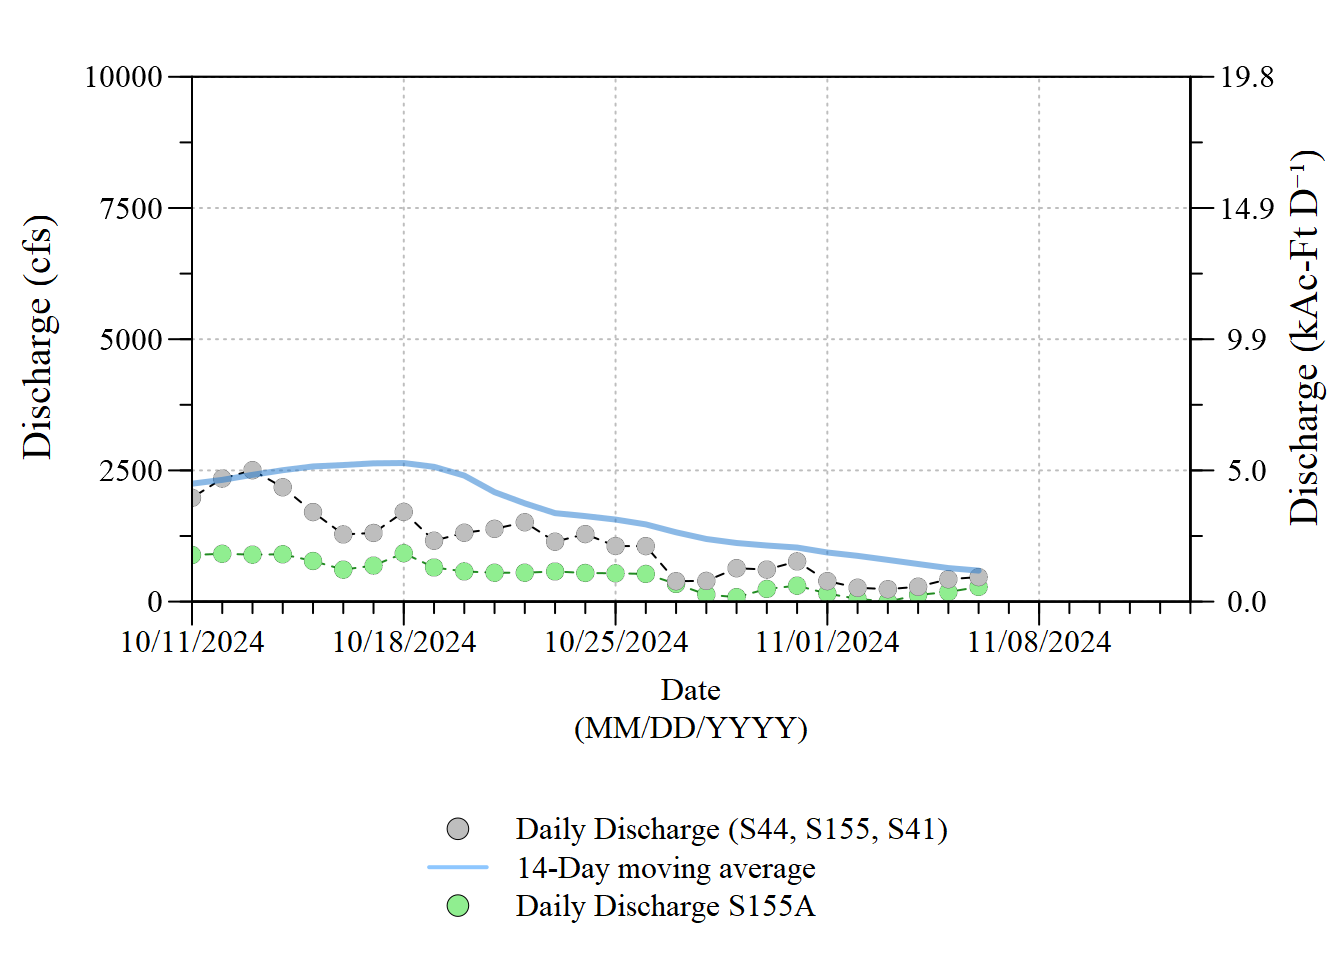 10000
7500
5000
2500
0
Discharge (cfs)
19.8
14.9
9.9
5.0
0.0
Discharge (kAc-Ft D⁻¹)
10/11/2024 10/18/2024 10/25/2024 11/01/2024 11/08/2024
Date
(MM/DD/YYYY)
Daily Discharge (S44, S155, S41)
14-Day moving average
Daily Discharge S155A